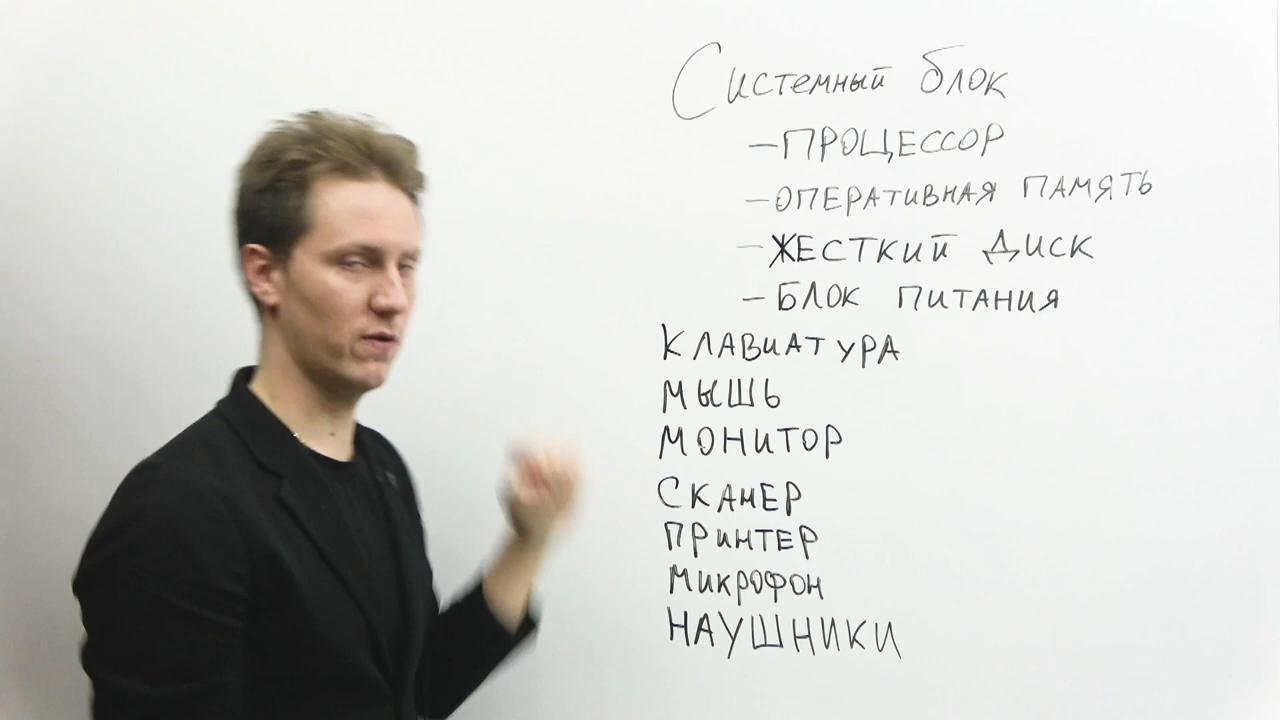 Системный блок
– ПРОЦЕССОР
– ОПЕРАТИВНАЯ ПАМЯТЬ
– ЖЕСТКИЙ ДИСК
– БЛОК ПИТАНИЯ
КЛАВИАТУРА
МЫШЬ
МОНИТОР
СКАНЕР
ПРИНТЕР
МИКРОФОН
НАУШНИКИ